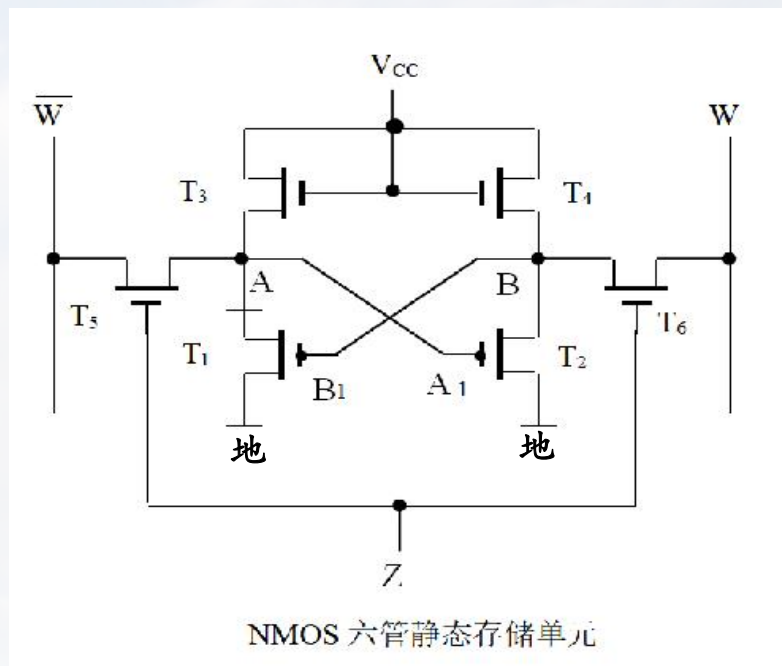 V_CC
W̅ W
T₃ T₄
A B
T₅ T₆
T₁ T₂
B₁ A₁
地 地
Z
NMOS 六管静态存储单元